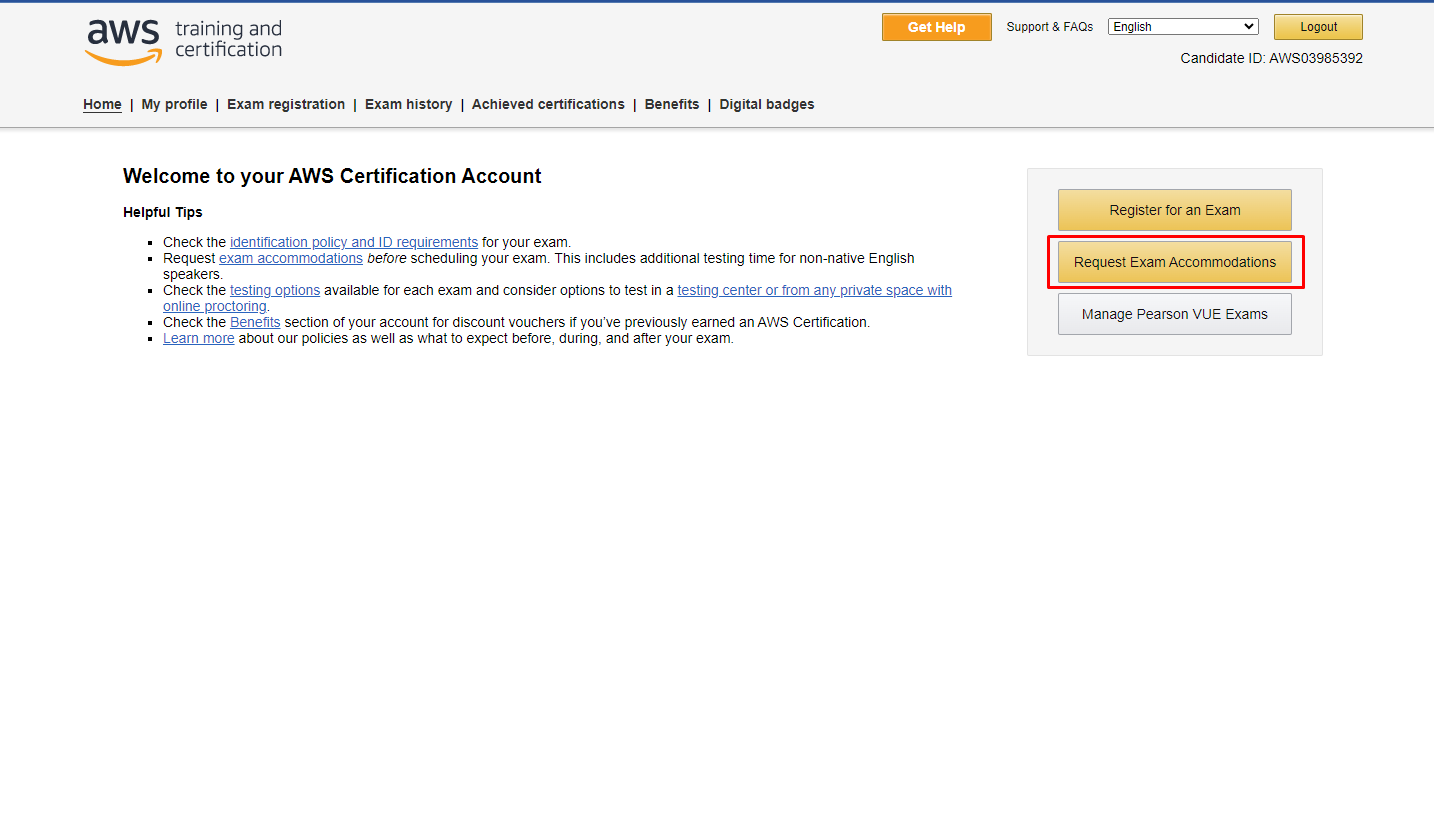 aws training and certification
Get Help Support & FAQs English Logout
Candidate ID: AWS03985392
Home | My profile | Exam registration | Exam history | Achieved certifications | Benefits | Digital badges
Welcome to your AWS Certification Account
Helpful Tips
Check the identification policy and ID requirements for your exam.
Request exam accommodations before scheduling your exam. This includes additional testing time for non-native English
speakers.
Check the testing options available for each exam and consider options to test in a testing center or from any private space with
online proctoring.
Check the Benefits section of your account for discount vouchers if you've previously earned an AWS Certification.
Learn more about our policies as well as what to expect before, during, and after your exam.
Register for an Exam
Request Exam Accommodations
Manage Pearson VUE Exams